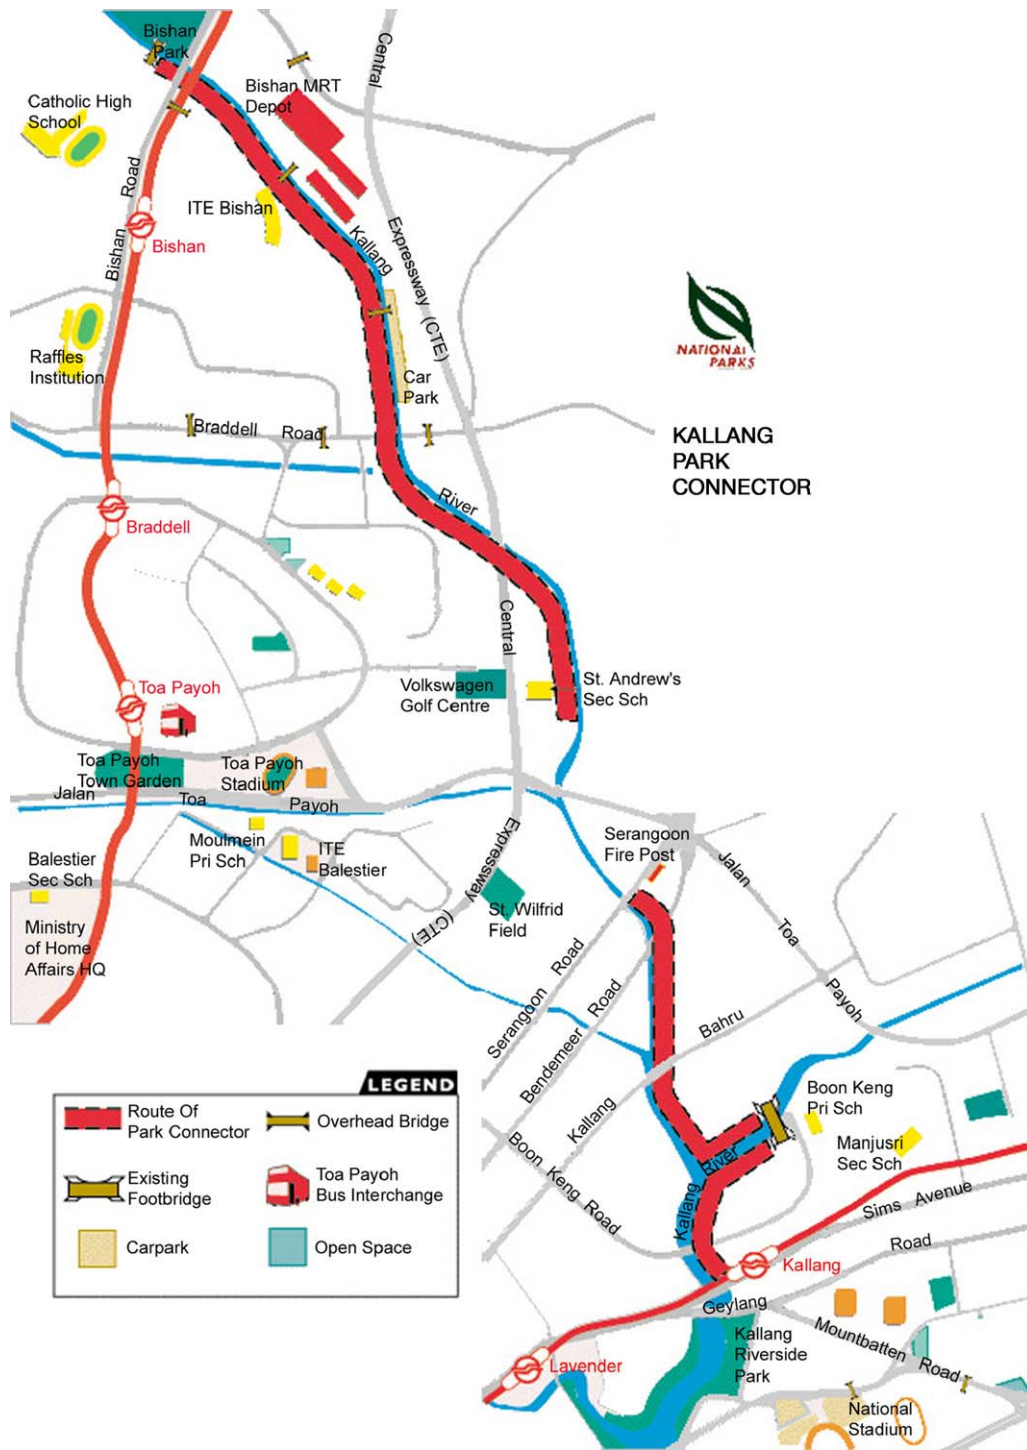 Bishan
Park
Central
Bishan MRT
Depot
Catholic High
School
Road
ITE Bishan
Bishan
Bishan
Kallang
Expressway (CTE)
NATIONAL
PARKS
Raffles
Institution
Car
Park
Braddell Road
KALLANG
PARK
CONNECTOR
River
Braddell
Central
Toa Payoh
Volkswagen
Golf Centre
St. Andrew's
Sec Sch
Toa Payoh
Town Garden
Toa Payoh
Stadium
Jalan Toa Payoh
Moulmein
Pri Sch
ITE
Balestier
Expressway (CTE)
Serangoon
Fire Post
Balestier
Sec Sch
St. Wilfrid
Field
Ministry
of Home
Affairs HQ
Jalan Toa Payoh
Serangoon Road
Bendemeer Road
Kallang Bahru
Boon Keng Road
Boon Keng
Pri Sch
Manjusri
Sec Sch
River
Kallang
Sims Avenue
Kallang
Geylang Road
Mountbatten Road
Kallang
Riverside
Park
Lavender
National
Stadium
LEGEND
Route Of
Park Connector
Overhead Bridge
Existing
Footbridge
Toa Payoh
Bus Interchange
Carpark
Open Space